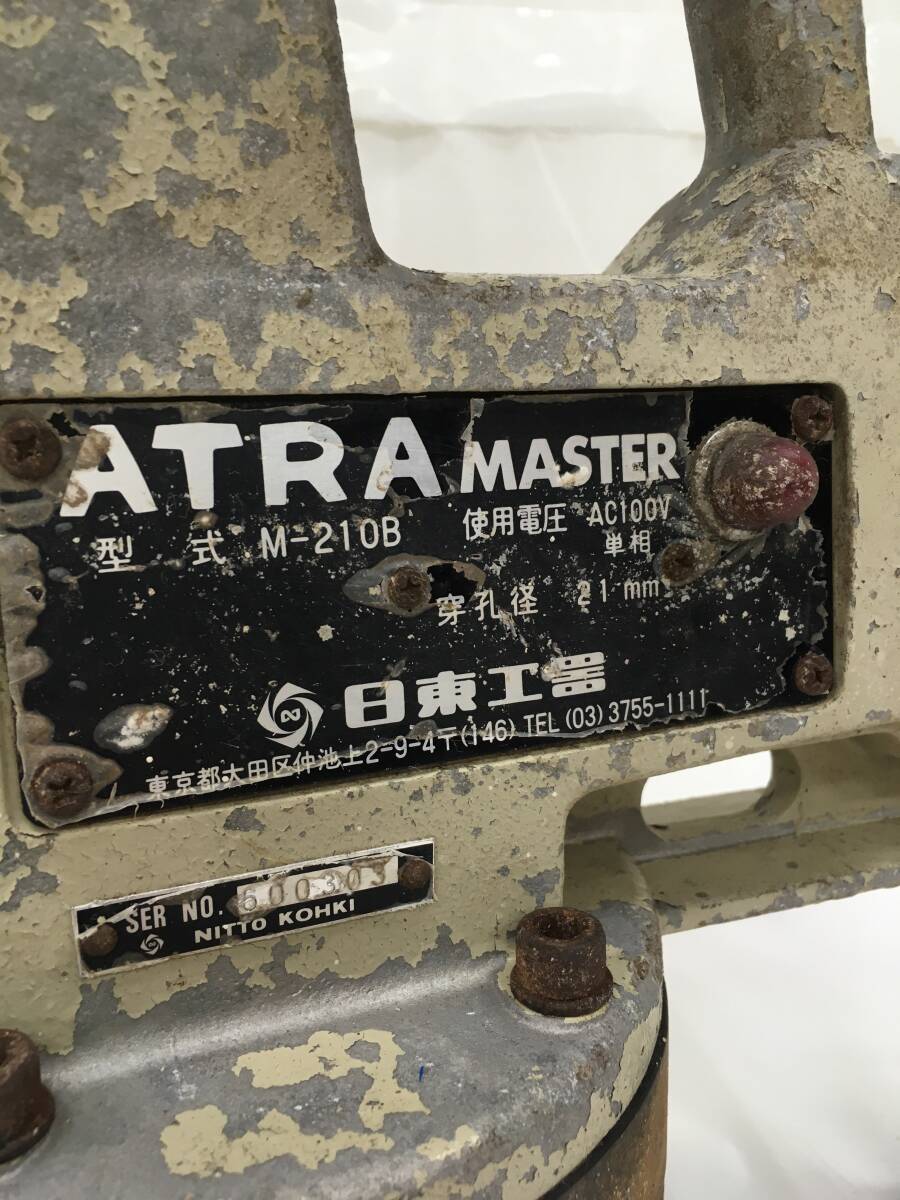 ATRA MASTER
型式 M-210B 使用電圧 AC100V
単相
穿孔径 21mm
日東工器
東京都大田区仲池上2-9-4〒(146) TEL (03) 3755-1111
SER NO. 600303
NITTO KOHKI